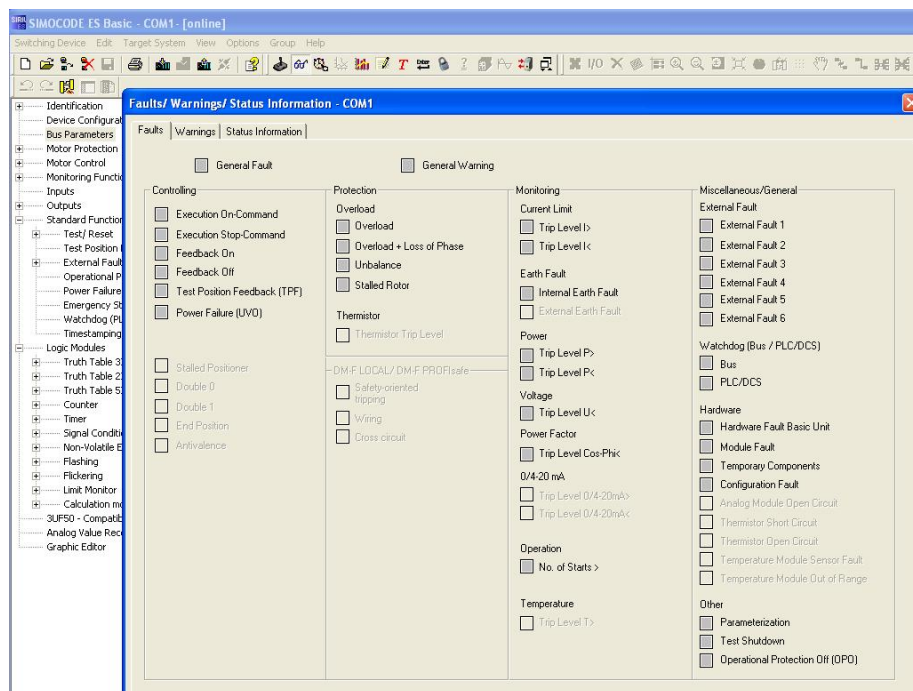 SIMOCODE ES Basic - COM1- [online]
Switching Device Edit Target System View Options Group Help
Identification
Device Configurat
Bus Parameters
Motor Protection
Motor Control
Monitoring Functio
Inputs
Outputs
Standard Function
Test/ Reset
Test Position
External Fault
Operational P
Power Failure
Emergency St
Watchdog (PL
Timestamping
Logic Modules
Truth Table 3
Truth Table 2
Truth Table 5
Counter
Timer
Signal Conditi
Non-Volatile E
Flashing
Flickering
Limit Monitor
Calculation mo
3UF50 - Compatib
Analog Value Rec
Graphic Editor
Faults/ Warnings/ Status Information - COM1
Faults Warnings Status Information
General Fault General Warning
Controlling
Execution On-Command
Execution Stop-Command
Feedback On
Feedback Off
Test Position Feedback (TPF)
Power Failure (UVO)
Stalled Positioner
Double 0
Double 1
End Position
Antivalence
Protection
Overload
Overload
Overload + Loss of Phase
Unbalance
Stalled Rotor
Thermistor
Thermistor Trip Level
DM-F LOCAL/ DM-F PROFIsafe
Safety-oriented
tripping
Wiring
Cross circuit
Monitoring
Current Limit
Trip Level I>
Trip Level I<
Earth Fault
Internal Earth Fault
External Earth Fault
Power
Trip Level P>
Trip Level P<
Voltage
Trip Level U<
Power Factor
Trip Level Cos-Phi<
0/4-20 mA
Trip Level 0/4-20mA>
Trip Level 0/4-20mA<
Operation
No. of Starts >
Temperature
Trip Level T>
Miscellaneous/General
External Fault
External Fault 1
External Fault 2
External Fault 3
External Fault 4
External Fault 5
External Fault 6
Watchdog (Bus / PLC/DCS)
Bus
PLC/DCS
Hardware
Hardware Fault Basic Unit
Module Fault
Temporary Components
Configuration Fault
Analog Module Open Circuit
Thermistor Short Circuit
Thermistor Open Circuit
Temperature Module Sensor Fault
Temperature Module Out of Range
Other
Parameterization
Test Shutdown
Operational Protection Off (OPO)